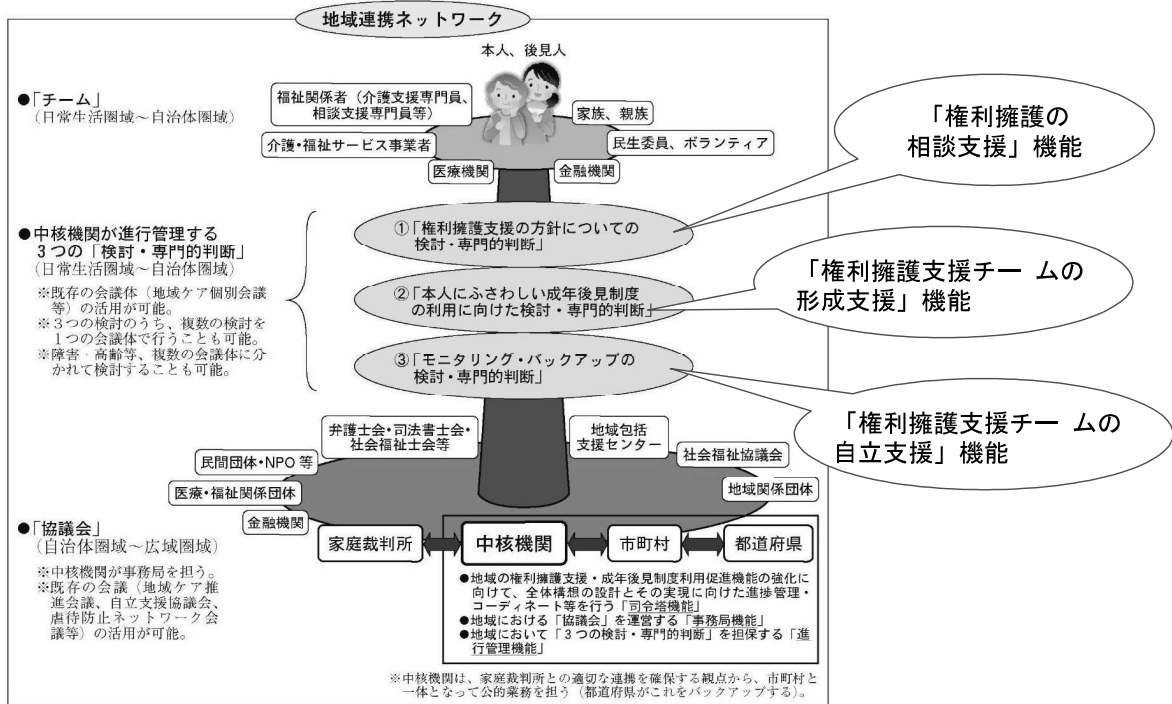 地域連携ネットワーク
本人、後見人
●「チーム」
（日常生活圏域～自治体圏域）
福祉関係者（介護支援専門員、
相談支援専門員等）
家族、親族
介護・福祉サービス事業者
民生委員、ボランティア
医療機関
金融機関
「権利擁護の
相談支援」機能
●中核機関が進行管理する
３つの「検討・専門的判断」
（日常生活圏域～自治体圏域）
※既存の会議体（地域ケア個別会議
等）の活用が可能。
※３つの検討のうち、複数の検討を
１つの会議体で行うことも可能。
※障害・高齢等、複数の会議体に分
かれて検討することも可能。
①「権利擁護支援の方針についての
検討・専門的判断」
②「本人にふさわしい成年後見制度
の利用に向けた検討・専門的判断」
③「モニタリング・バックアップの
検討・専門的判断」
「権利擁護支援チー ムの
形成支援」機能
「権利擁護支援チー ムの
自立支援」機能
弁護士会・司法書士会・
社会福祉士会等
地域包括
支援センター
民間団体・NPO 等
社会福祉協議会
医療・福祉関係団体
地域関係団体
金融機関
●「協議会」
（自治体圏域～広域圏域）
※中核機関が事務局を担う。
※既存の会議（地域ケア推
進会議、自立支援協議会、
虐待防止ネットワーク会
議等）の活用が可能。
家庭裁判所
中核機関
市町村
都道府県
●地域の権利擁護支援・成年後見制度利用促進機能の強化に
向けて、全体構想の設計とその実現に向けた進捗管理・
コーディネート等を行う「司令塔機能」
●地域における「協議会」を運営する「事務局機能」
●地域において「３つの検討・専門的判断」を担保する「進
行管理機能」
※中核機関は、家庭裁判所との適切な連携を確保する観点から、市町村と
一体となって公的業務を担う（都道府県がこれをバックアップする）。